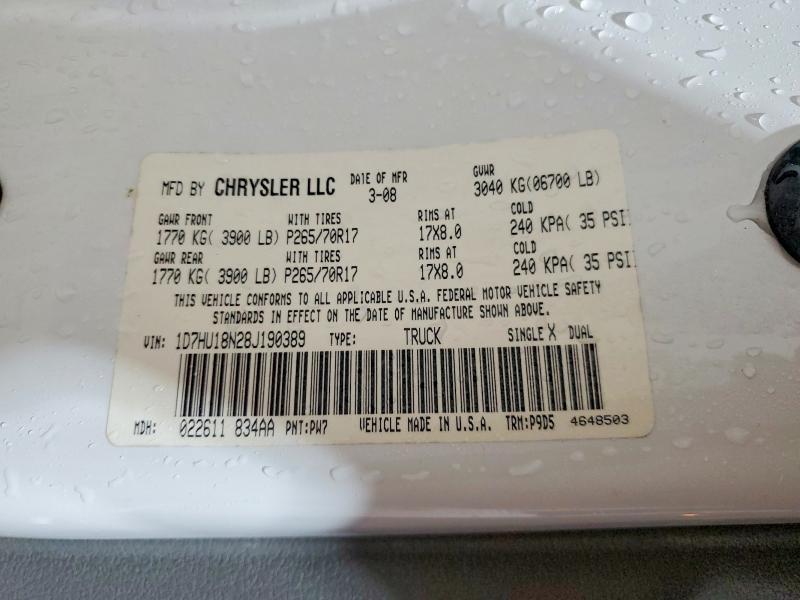 MFD BY CHRYSLER LLC DATE OF MFR 3-08 GVWR 3040 KG(06700 LB)
GAWR FRONT WITH TIRES RIMS AT COLD
1770 KG( 3900 LB) P265/70R17 17X8.0 240 KPA( 35 PSI
GAWR REAR WITH TIRES RIMS AT COLD
1770 KG( 3900 LB) P265/70R17 17X8.0 240 KPA( 35 PSI
THIS VEHICLE CONFORMS TO ALL APPLICABLE U.S.A. FEDERAL MOTOR VEHICLE SAFETY
STANDARDS IN EFFECT ON THE DATE OF MANUFACTURE SHOWN ABOVE.
VIN: 1D7HU18N28J190389 TYPE: TRUCK SINGLE X DUAL
MDH: 022611 834AA PNT:PW7 VEHICLE MADE IN U.S.A. TRM:P9D5 4648503